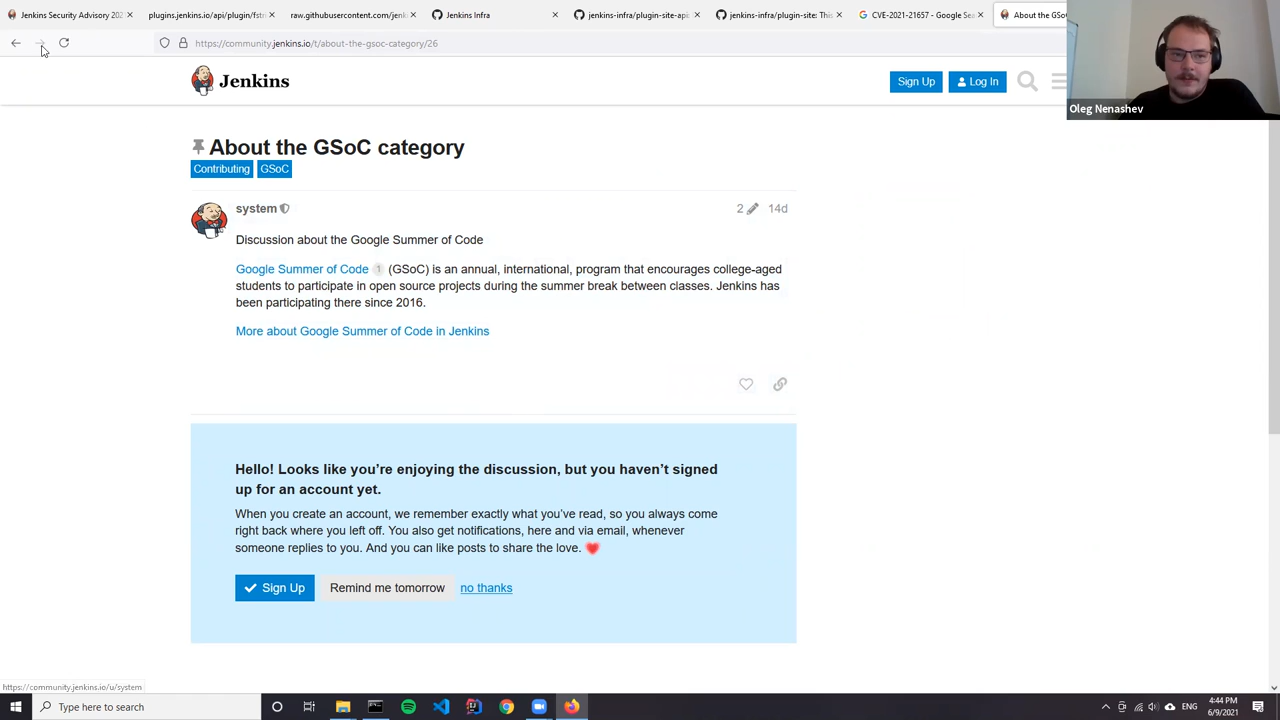 Jenkins Security Advisory 202
plugins.jenkins.io/api/plugin/fstr
raw.githubusercontent.com/jenk
Jenkins Infra
jenkins-infra/plugin-site-api:
jenkins-infra/plugin-site: This
CVE-2021-21657 - Google Sea
About the GSo
https://community.jenkins.io/t/about-the-gsoc-category/26
Jenkins
Sign Up
Log In
Oleg Nenashev
About the GSoC category
Contributing GSoC
system
2 14d
Discussion about the Google Summer of Code
Google Summer of Code 1 (GSoC) is an annual, international, program that encourages college-aged
students to participate in open source projects during the summer break between classes. Jenkins has
been participating there since 2016.
More about Google Summer of Code in Jenkins
Hello! Looks like you’re enjoying the discussion, but you haven’t signed
up for an account yet.
When you create an account, we remember exactly what you’ve read, so you always come
right back where you left off. You also get notifications, here and via email, whenever
someone replies to you. And you can like posts to share the love.
Sign Up Remind me tomorrow no thanks
https://community.jenkins.io/u/system
Type here to search
ENG
4:44 PM
6/9/2021